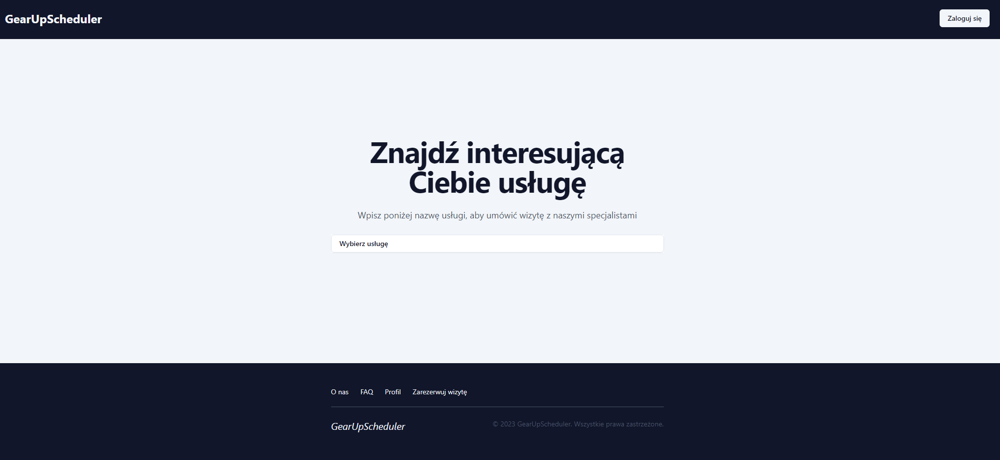 GearUpScheduler
Zaloguj się
Znajdź interesującą
Ciebie usługę
Wpisz poniżej nazwę usługi, aby umówić wizytę z naszymi specjalistami
Wybierz usługę
O nas FAQ Profil Zarezerwuj wizytę
GearUpScheduler
© 2023 GearUpScheduler. Wszystkie prawa zastrzeżone.